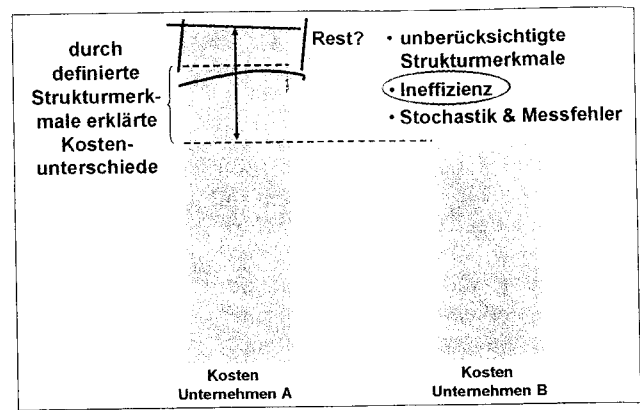 durch
definierte
Strukturmerk-
male erklärte
Kosten-
unterschiede
Rest?
• unberücksichtigte
Strukturmerkmale
• Ineffizienz
• Stochastik & Messfehler
Kosten
Unternehmen A
Kosten
Unternehmen B